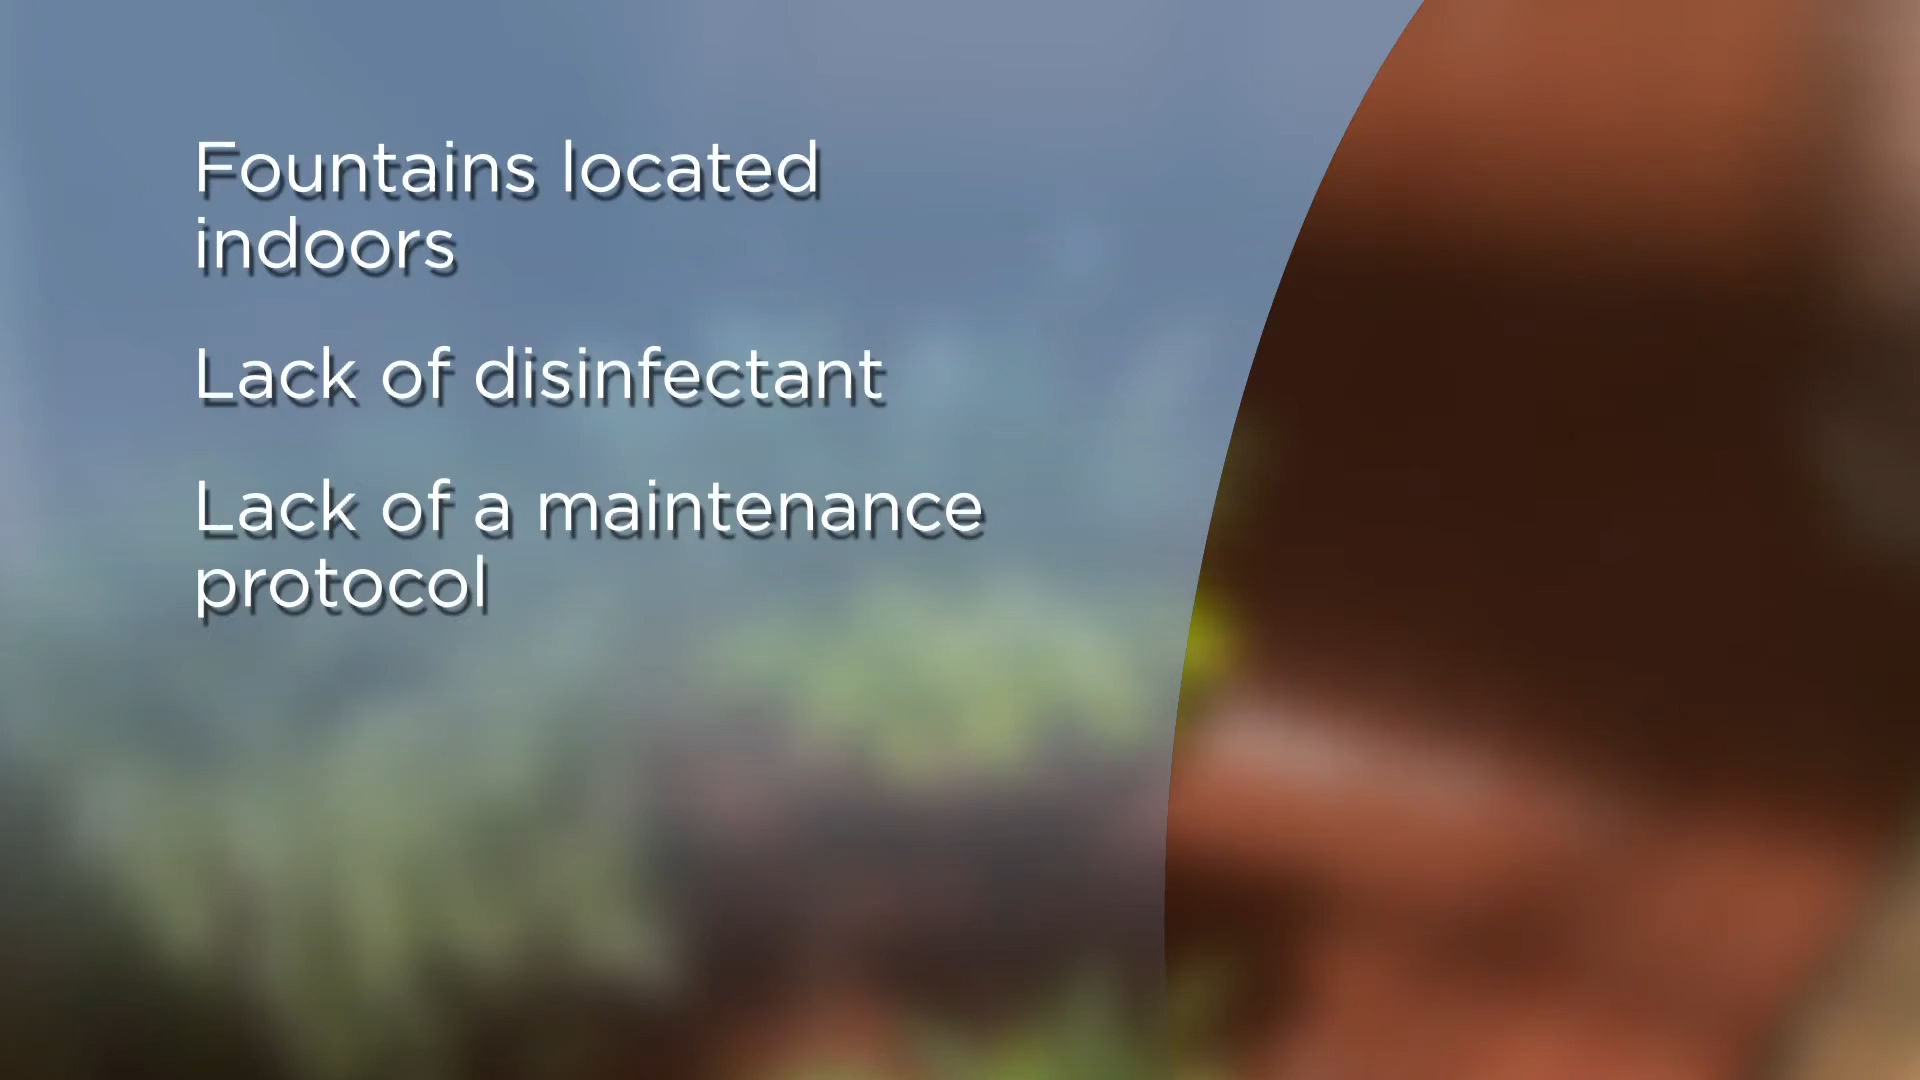 Fountains located
indoors
Lack of disinfectant
Lack of a maintenance
protocol